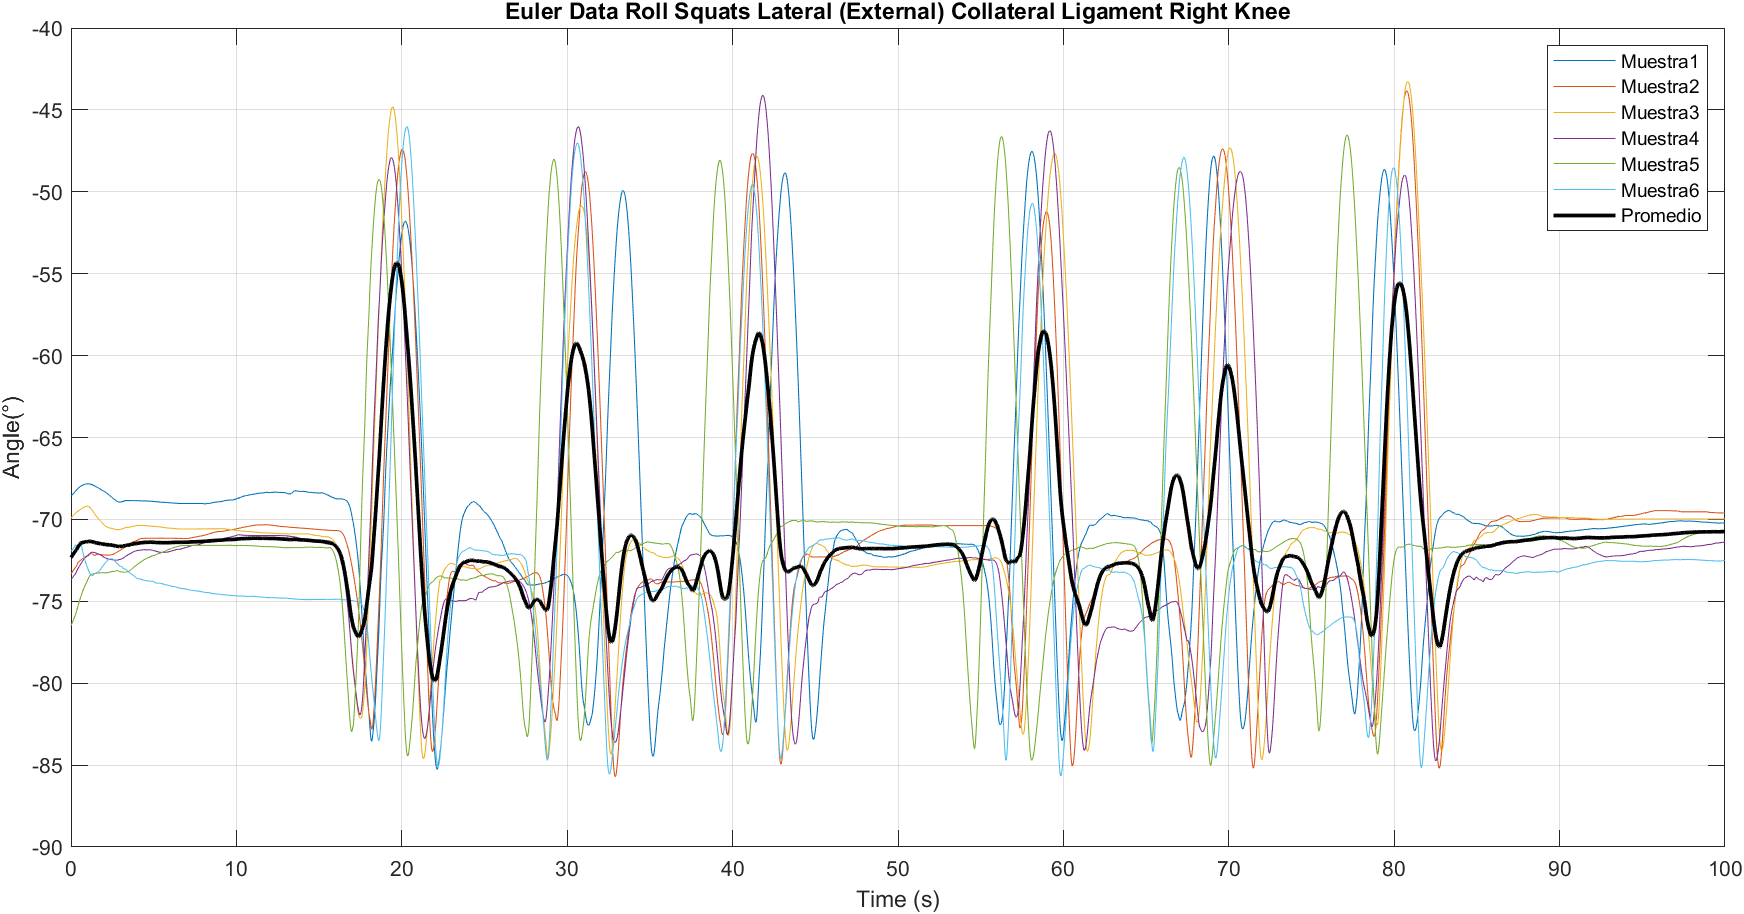 Euler Data Roll Squats Lateral (External) Collateral Ligament Right Knee
-40
-45
-50
-55
-60
-65
-70
-75
-80
-85
-90
Angle(°)
0 10 20 30 40 50 60 70 80 90 100
Time (s)
Muestra1
Muestra2
Muestra3
Muestra4
Muestra5
Muestra6
Promedio